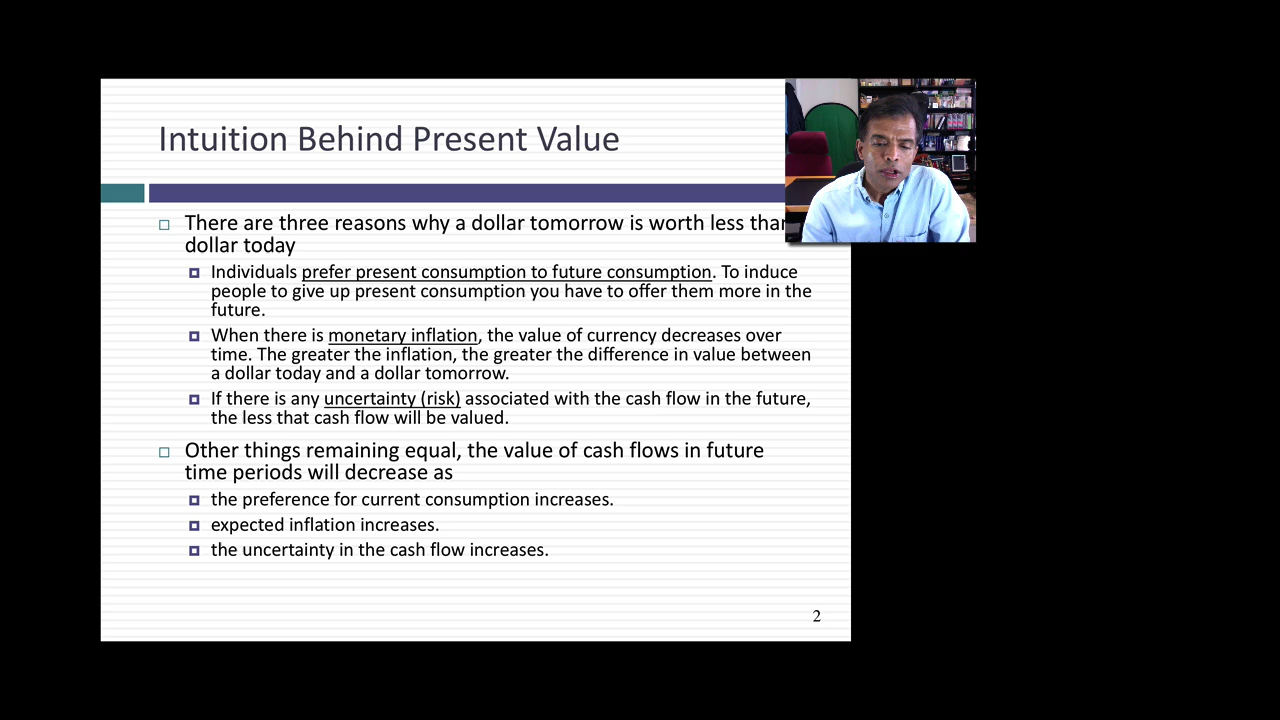 Intuition Behind Present Value
There are three reasons why a dollar tomorrow is worth less than
dollar today
Individuals prefer present consumption to future consumption. To induce
people to give up present consumption you have to offer them more in the
future.
When there is monetary inflation, the value of currency decreases over
time. The greater the inflation, the greater the difference in value between
a dollar today and a dollar tomorrow.
If there is any uncertainty (risk) associated with the cash flow in the future,
the less that cash flow will be valued.
Other things remaining equal, the value of cash flows in future
time periods will decrease as
the preference for current consumption increases.
expected inflation increases.
the uncertainty in the cash flow increases.
2